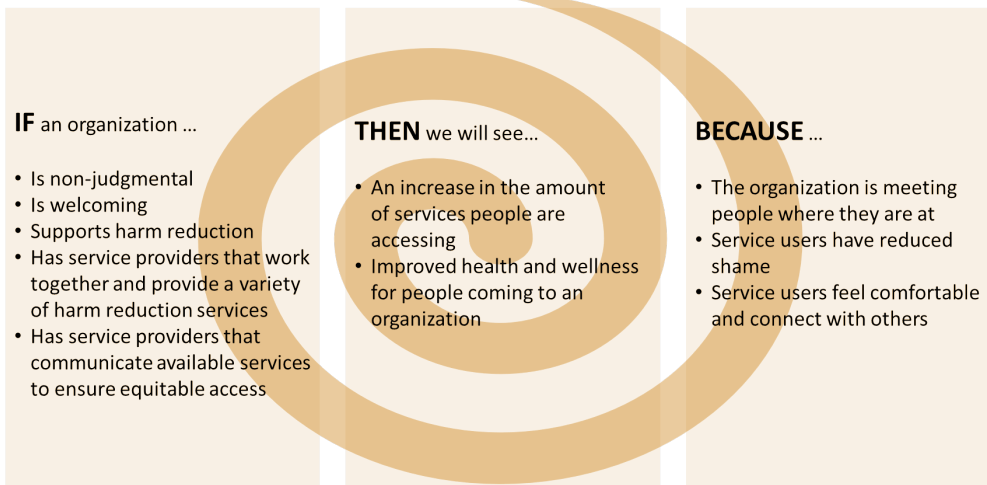 IF an organization ...
• Is non-judgmental
• Is welcoming
• Supports harm reduction
• Has service providers that work
together and provide a variety
of harm reduction services
• Has service providers that
communicate available services
to ensure equitable access
THEN we will see...
• An increase in the amount
of services people are
accessing
• Improved health and wellness
for people coming to an
organization
BECAUSE ...
• The organization is meeting
people where they are at
• Service users have reduced
shame
• Service users feel comfortable
and connect with others